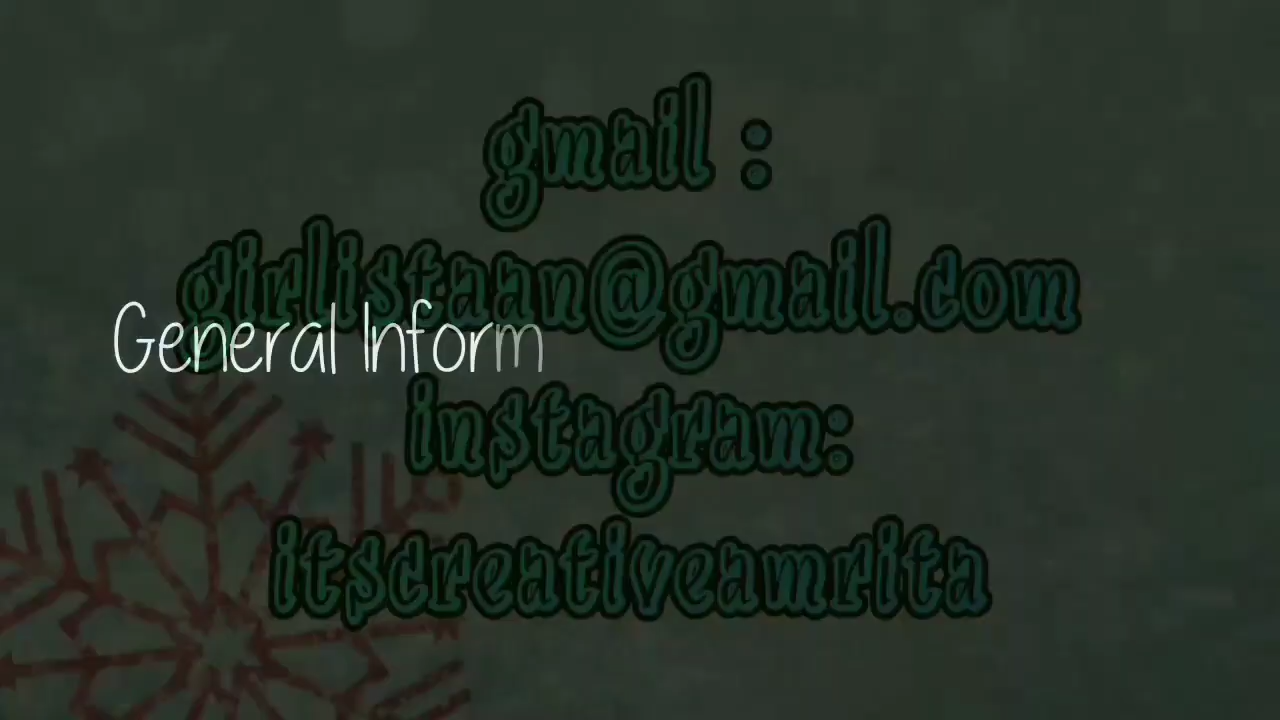 gmail :
girlistaan@gmail.com
General Inform
instagram:
itscreativeamrita